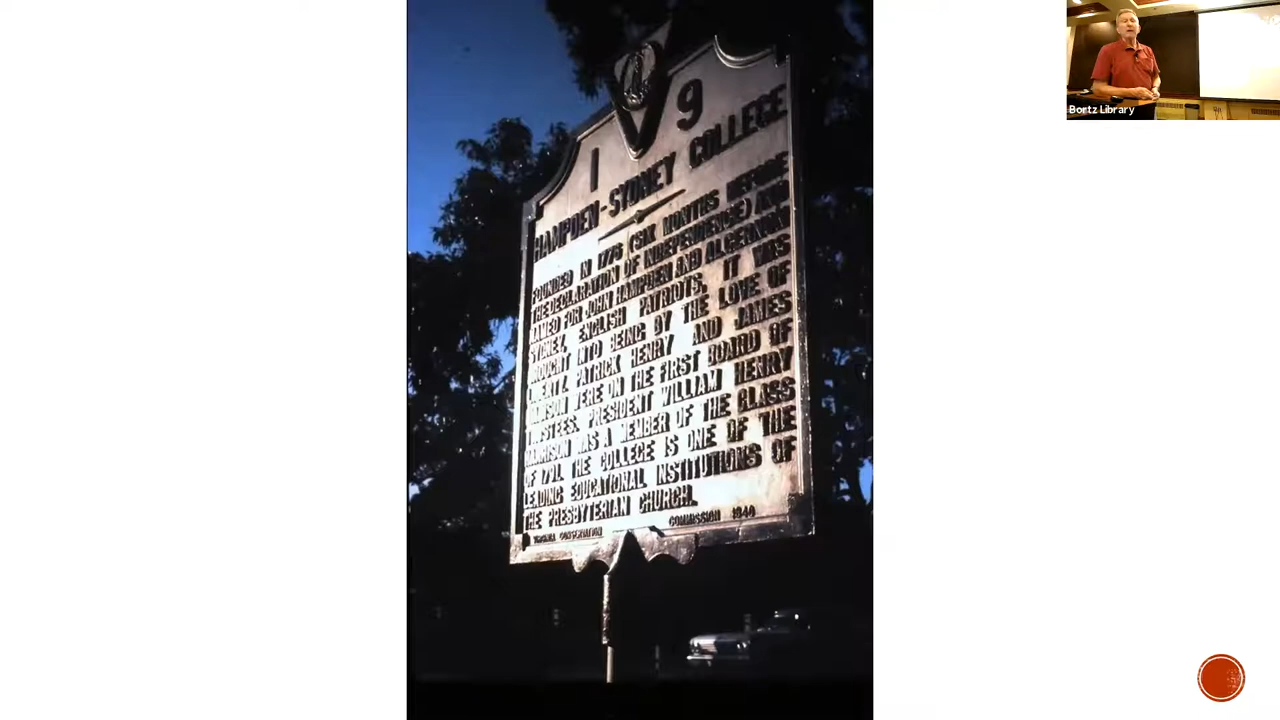 I 9
HAMPDEN-SYDNEY COLLEGE
FOUNDED IN 1776 (SIX MONTHS BEFORE
THE DECLARATION OF INDEPENDENCE) AND
NAMED FOR JOHN HAMPDEN AND ALGERNON
SYDNEY, ENGLISH PATRIOTS, IT WAS
BROUGHT INTO BEING BY THE LOVE OF
LIBERTY. PATRICK HENRY AND JAMES
MADISON WERE ON THE FIRST BOARD OF
TRUSTEES. PRESIDENT WILLIAM HENRY
HARRISON WAS A MEMBER OF THE CLASS
OF 1791. THE COLLEGE IS ONE OF THE
LEADING EDUCATIONAL INSTITUTIONS OF
THE PRESBYTERIAN CHURCH.
VIRGINIA CONSERVATION COMMISSION 1940
Bortz Library